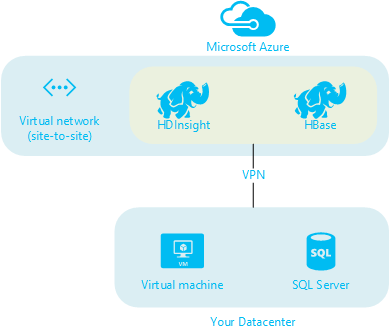 Microsoft Azure
Virtual network
(site-to-site)
HDInsight
HBase
VPN
VM
SQL
Virtual machine
SQL Server
Your Datacenter